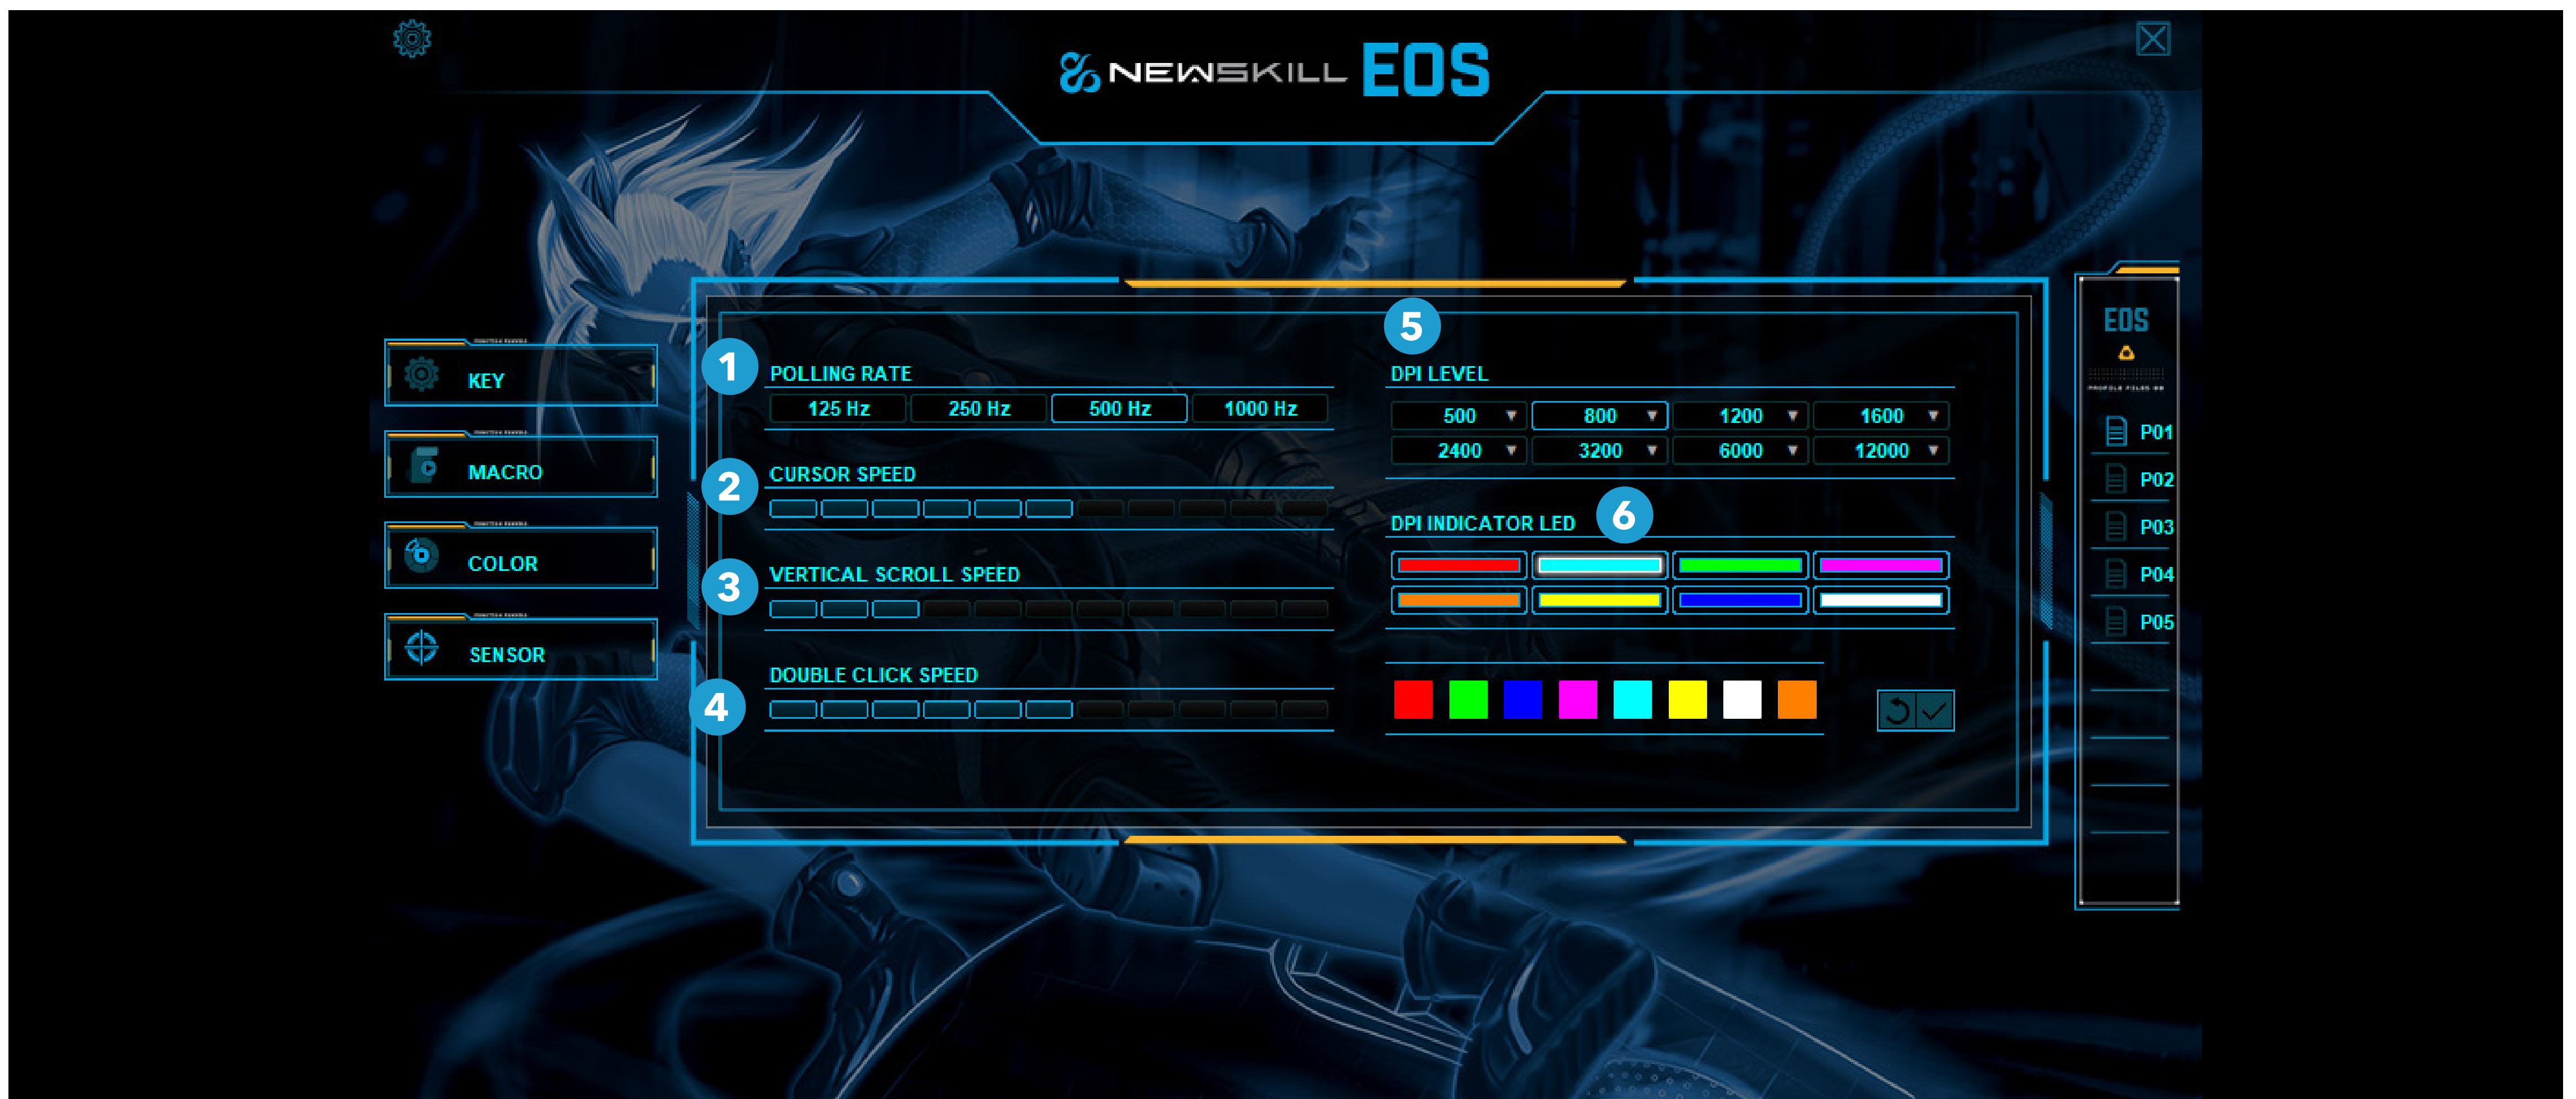 NEWSKILL EOS
KEY
MACRO
COLOR
SENSOR
1
POLLING RATE
125 Hz 250 Hz 500 Hz 1000 Hz
2
CURSOR SPEED
3
VERTICAL SCROLL SPEED
4
DOUBLE CLICK SPEED
5
DPI LEVEL
500 ▼ 800 ▼ 1200 ▼ 1600 ▼
2400 ▼ 3200 ▼ 6000 ▼ 12000 ▼
DPI INDICATOR LED 6
EOS
P01
P02
P03
P04
P05